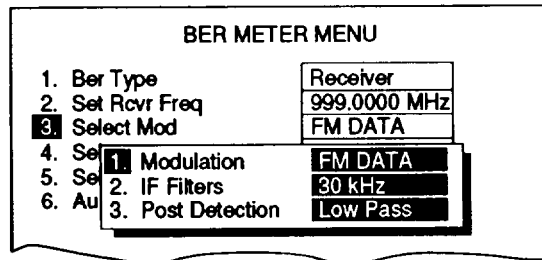 BER METER MENU
1. Ber Type Receiver
2. Set Rcvr Freq 999.0000 MHz
3. Select Mod FM DATA
4. Se
5. Se
6. Au
1. Modulation FM DATA
2. IF Filters 30 kHz
3. Post Detection Low Pass